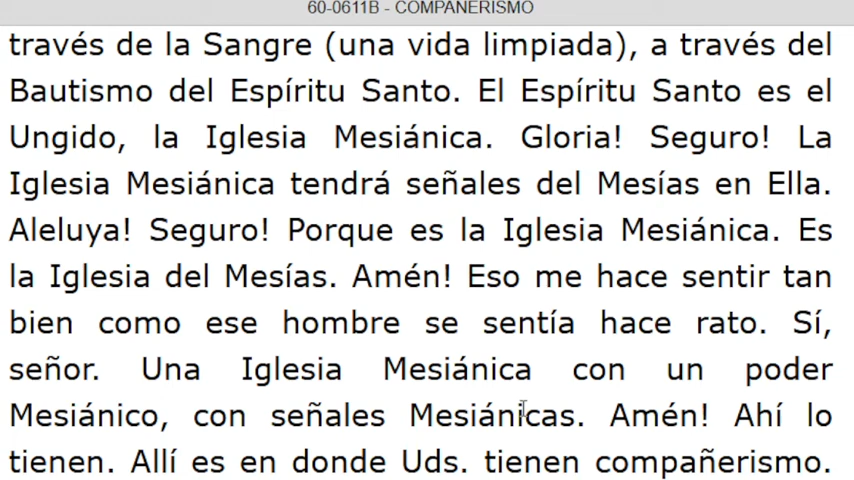 60-0611B - COMPAÑERISMO
través de la Sangre (una vida limpiada), a través del
Bautismo del Espíritu Santo. El Espíritu Santo es el
Ungido, la Iglesia Mesiánica. Gloria! Seguro! La
Iglesia Mesiánica tendrá señales del Mesías en Ella.
Aleluya! Seguro! Porque es la Iglesia Mesiánica. Es
la Iglesia del Mesías. Amén! Eso me hace sentir tan
bien como ese hombre se sentía hace rato. Sí,
señor. Una Iglesia Mesiánica con un poder
Mesiánico, con señales Mesiánicas. Amén! Ahí lo
tienen. Allí es en donde Uds. tienen compañerismo.